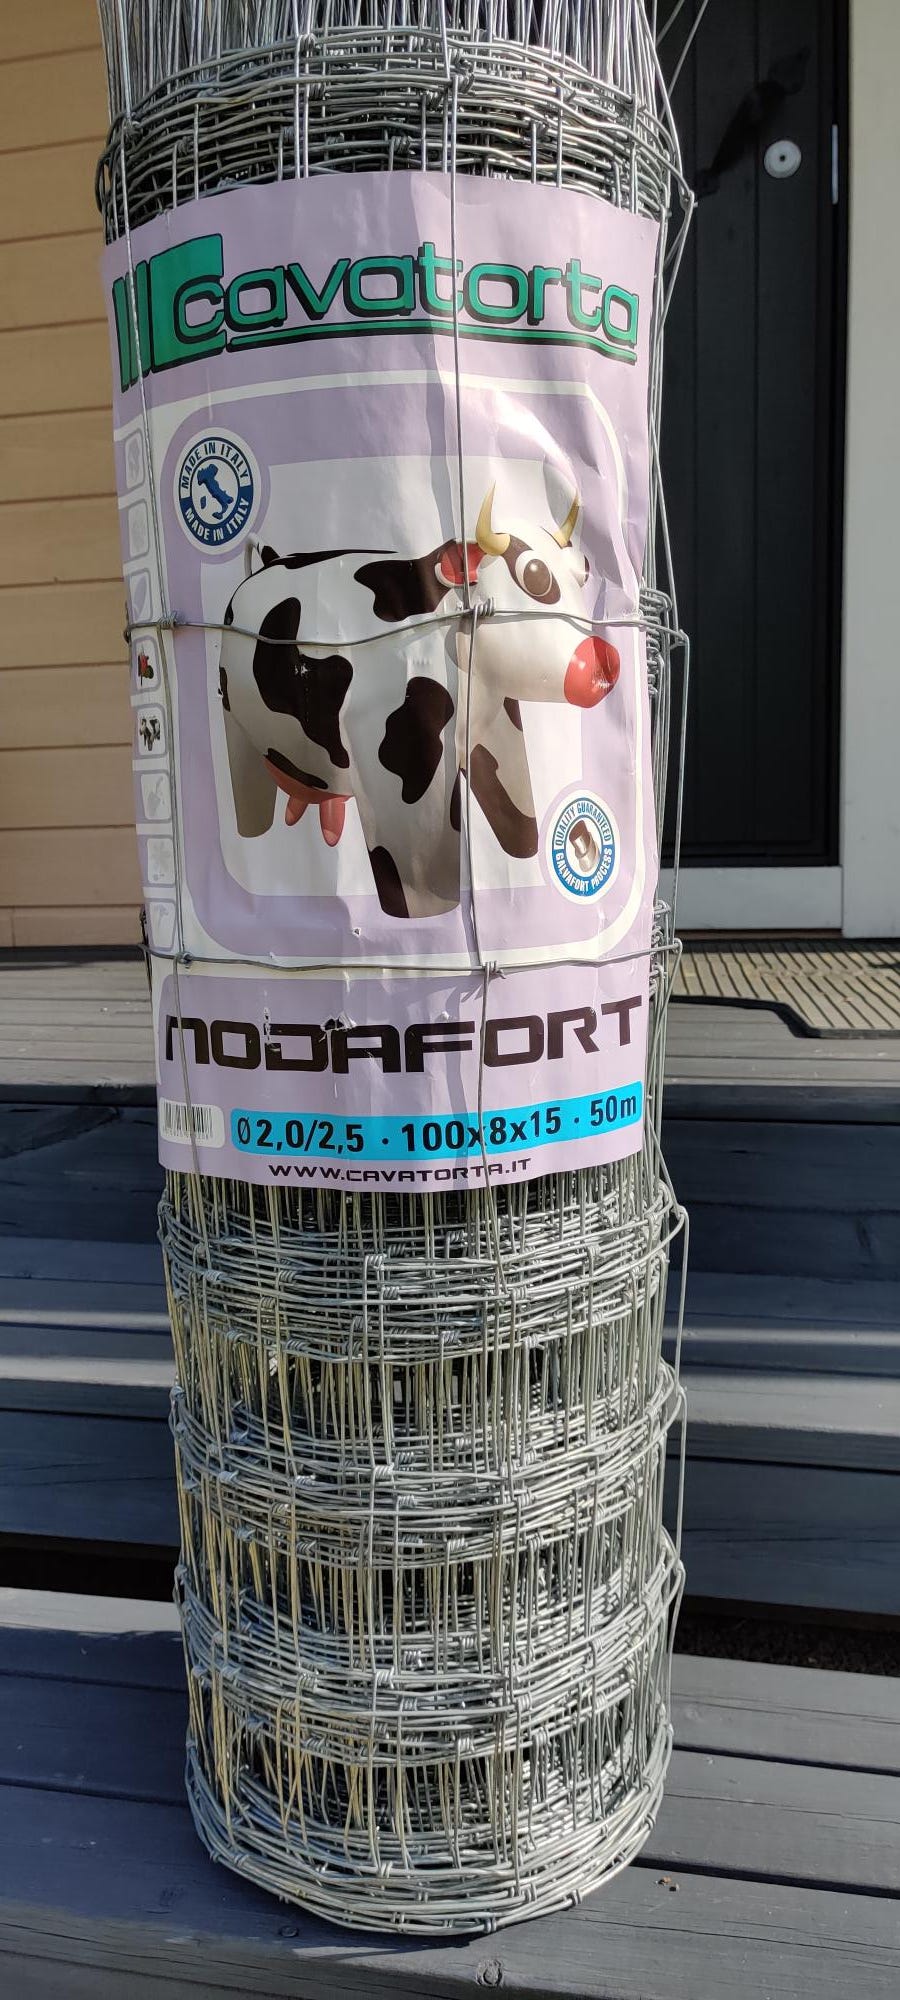 cavatorta
MADE IN ITALY
MADE IN ITALY
QUALITY GUARANTEED
GALVAFORT PROCESS
NODAFORT
Ø 2,0/2,5 · 100x8x15 · 50m
WWW.CAVATORTA.IT